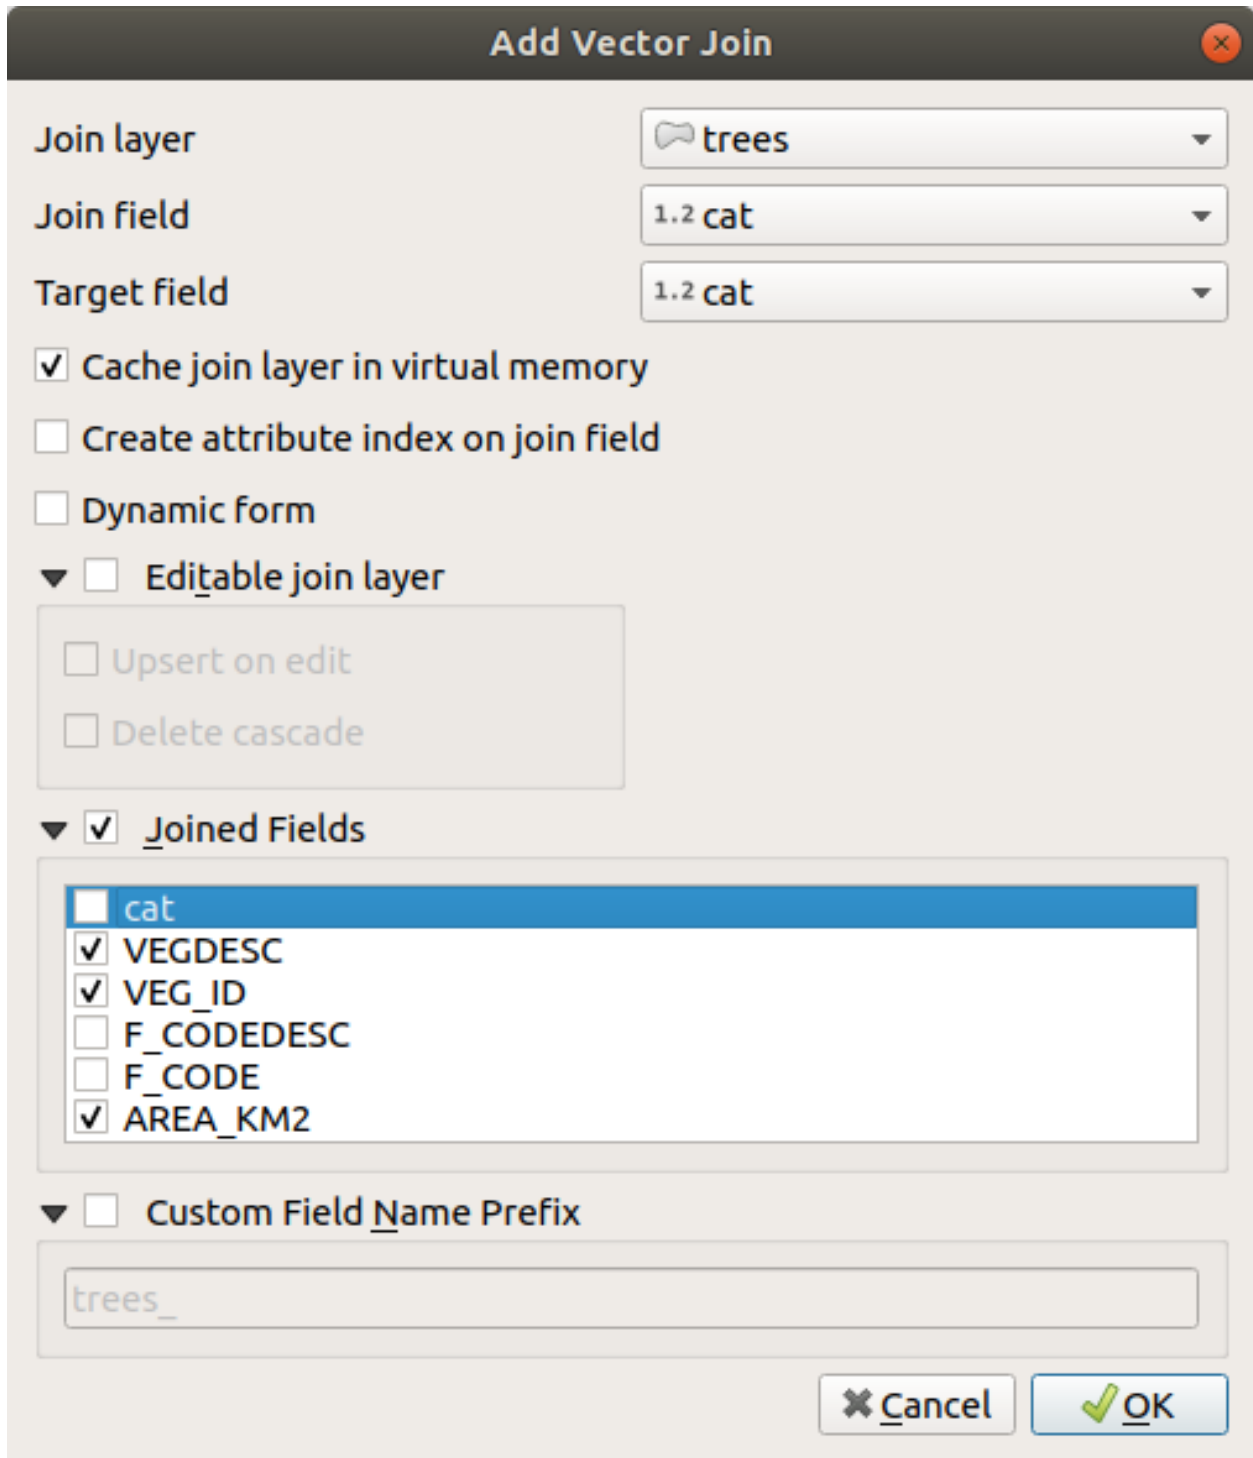 Add Vector Join
Join layer
trees
Join field
1.2 cat
Target field
1.2 cat
Cache join layer in virtual memory
Create attribute index on join field
Dynamic form
Editable join layer
Upsert on edit
Delete cascade
Joined Fields
cat
VEGDESC
VEG_ID
F_CODEDESC
F_CODE
AREA_KM2
Custom Field Name Prefix
trees_
Cancel
OK